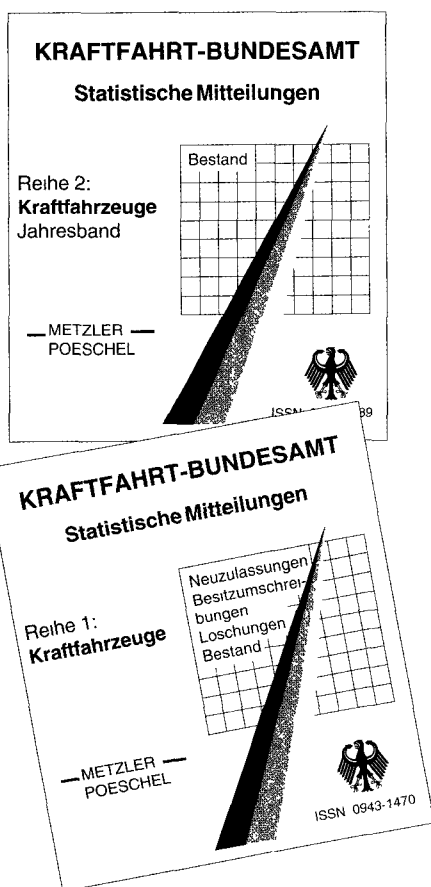 KRAFTFAHRT-BUNDESAMT
Statistische Mitteilungen
Bestand
Reihe 2:
Kraftfahrzeuge
Jahresband
METZLER
POESCHEL
ISSN
KRAFTFAHRT-BUNDESAMT
Statistische Mitteilungen
Neuzulassungen
Besitzumschrei-
bungen
Loschungen
Bestand
Reihe 1:
Kraftfahrzeuge
METZLER
POESCHEL
ISSN 0943-1470